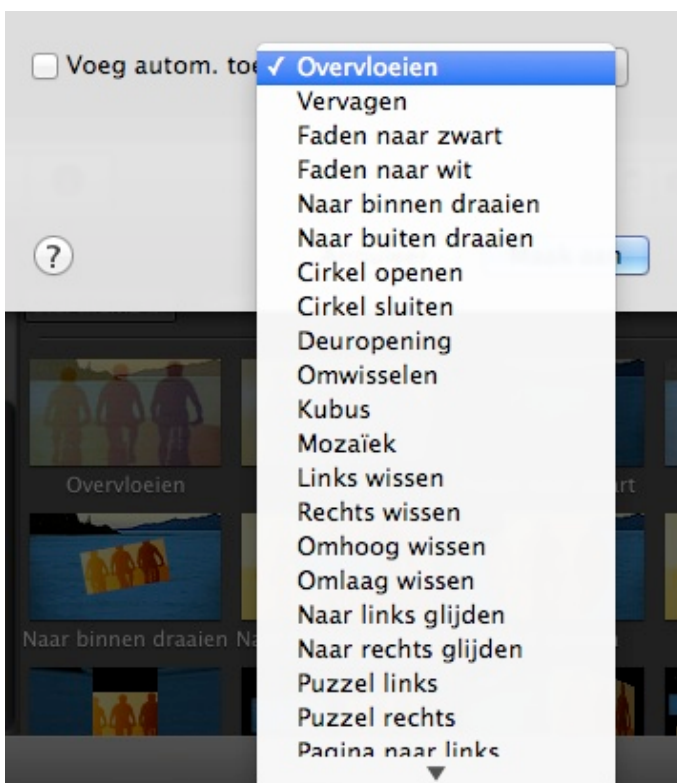 Voeg autom. toe
✓ Overvloeien
Vervagen
Faden naar zwart
Faden naar wit
Naar binnen draaien
Naar buiten draaien
Cirkel openen
Cirkel sluiten
Deuropening
Omwisselen
Kubus
Mozaïek
Links wissen
Rechts wissen
Omhoog wissen
Omlaag wissen
Naar links glijden
Naar rechts glijden
Puzzel links
Puzzel rechts
Pagina naar links
?
Overvloeien
Naar binnen draaien